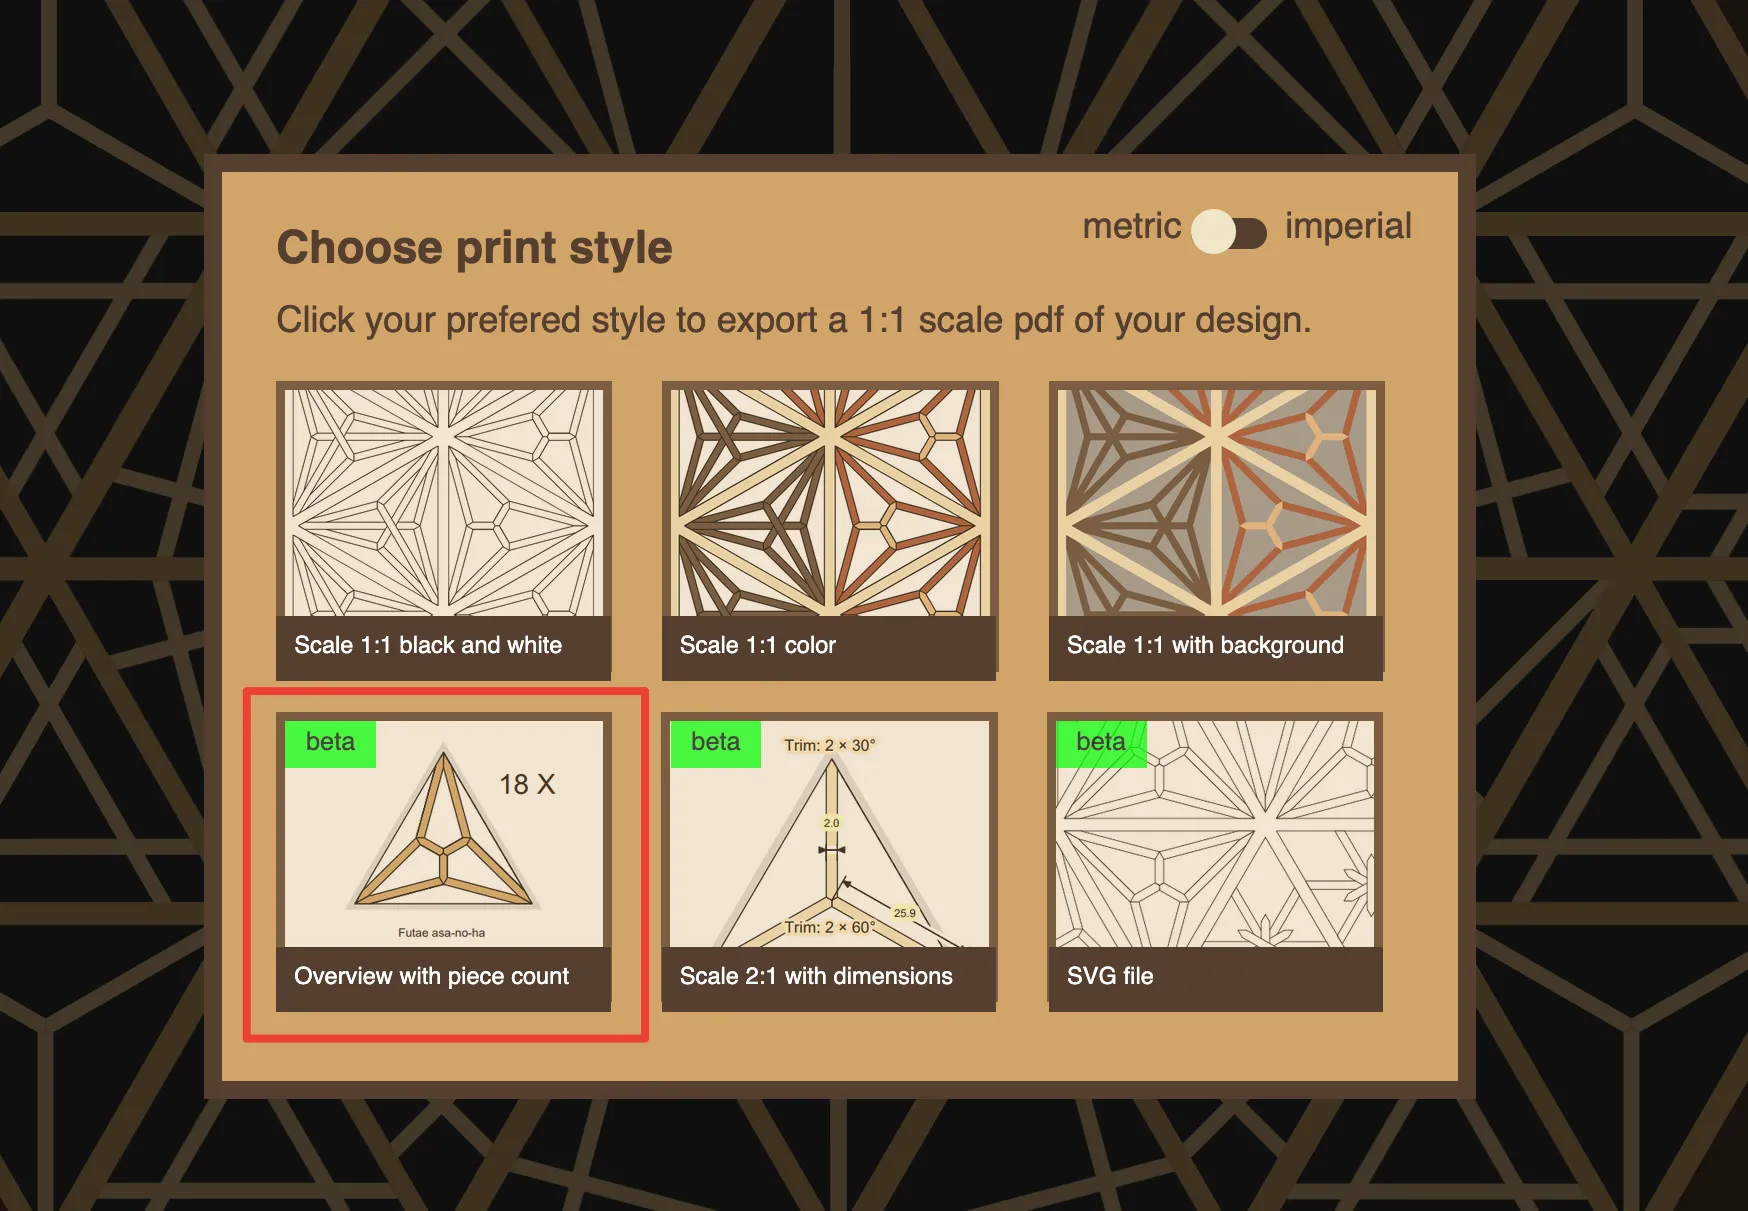 metric imperial
Choose print style
Click your prefered style to export a 1:1 scale pdf of your design.
Scale 1:1 black and white
Scale 1:1 color
Scale 1:1 with background
beta
18 X
Futae asa-no-ha
Overview with piece count
beta
Trim: 2 × 30°
2.0
25.9
Trim: 2 × 60°
Scale 2:1 with dimensions
beta
SVG file